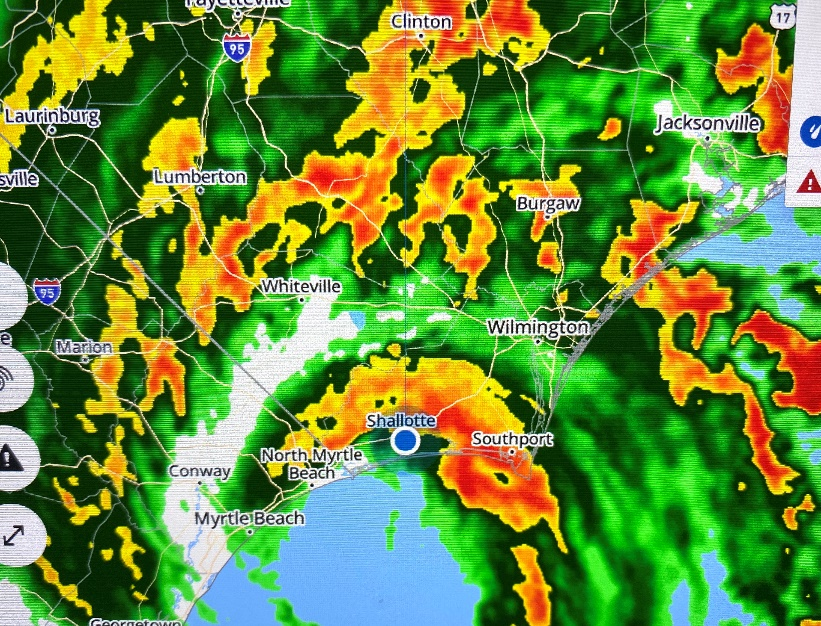 Fayetteville
Clinton
17
95
Laurinburg
Jacksonville
sville
Lumberton
Burgaw
95
Whiteville
Wilmington
e
Marion
Shallotte
Southport
North Myrtle
Beach
Conway
Myrtle Beach
Georgetown